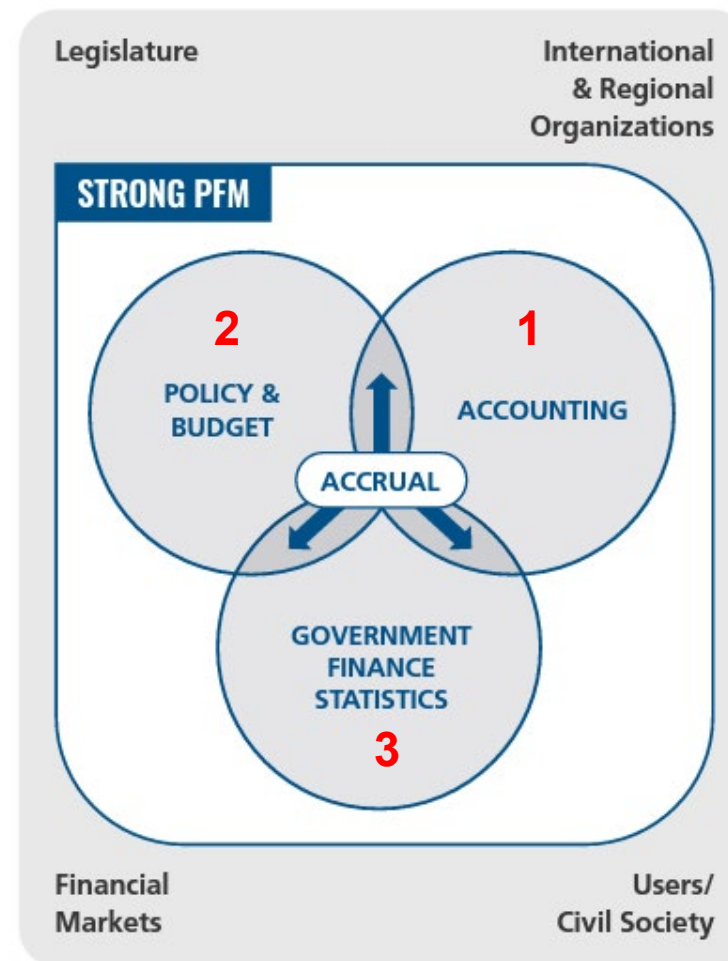 Legislature
International
& Regional
Organizations
STRONG PFM
2
1
POLICY &
BUDGET
ACCOUNTING
ACCRUAL
GOVERNMENT
FINANCE
STATISTICS
3
Financial
Markets
Users/
Civil Society